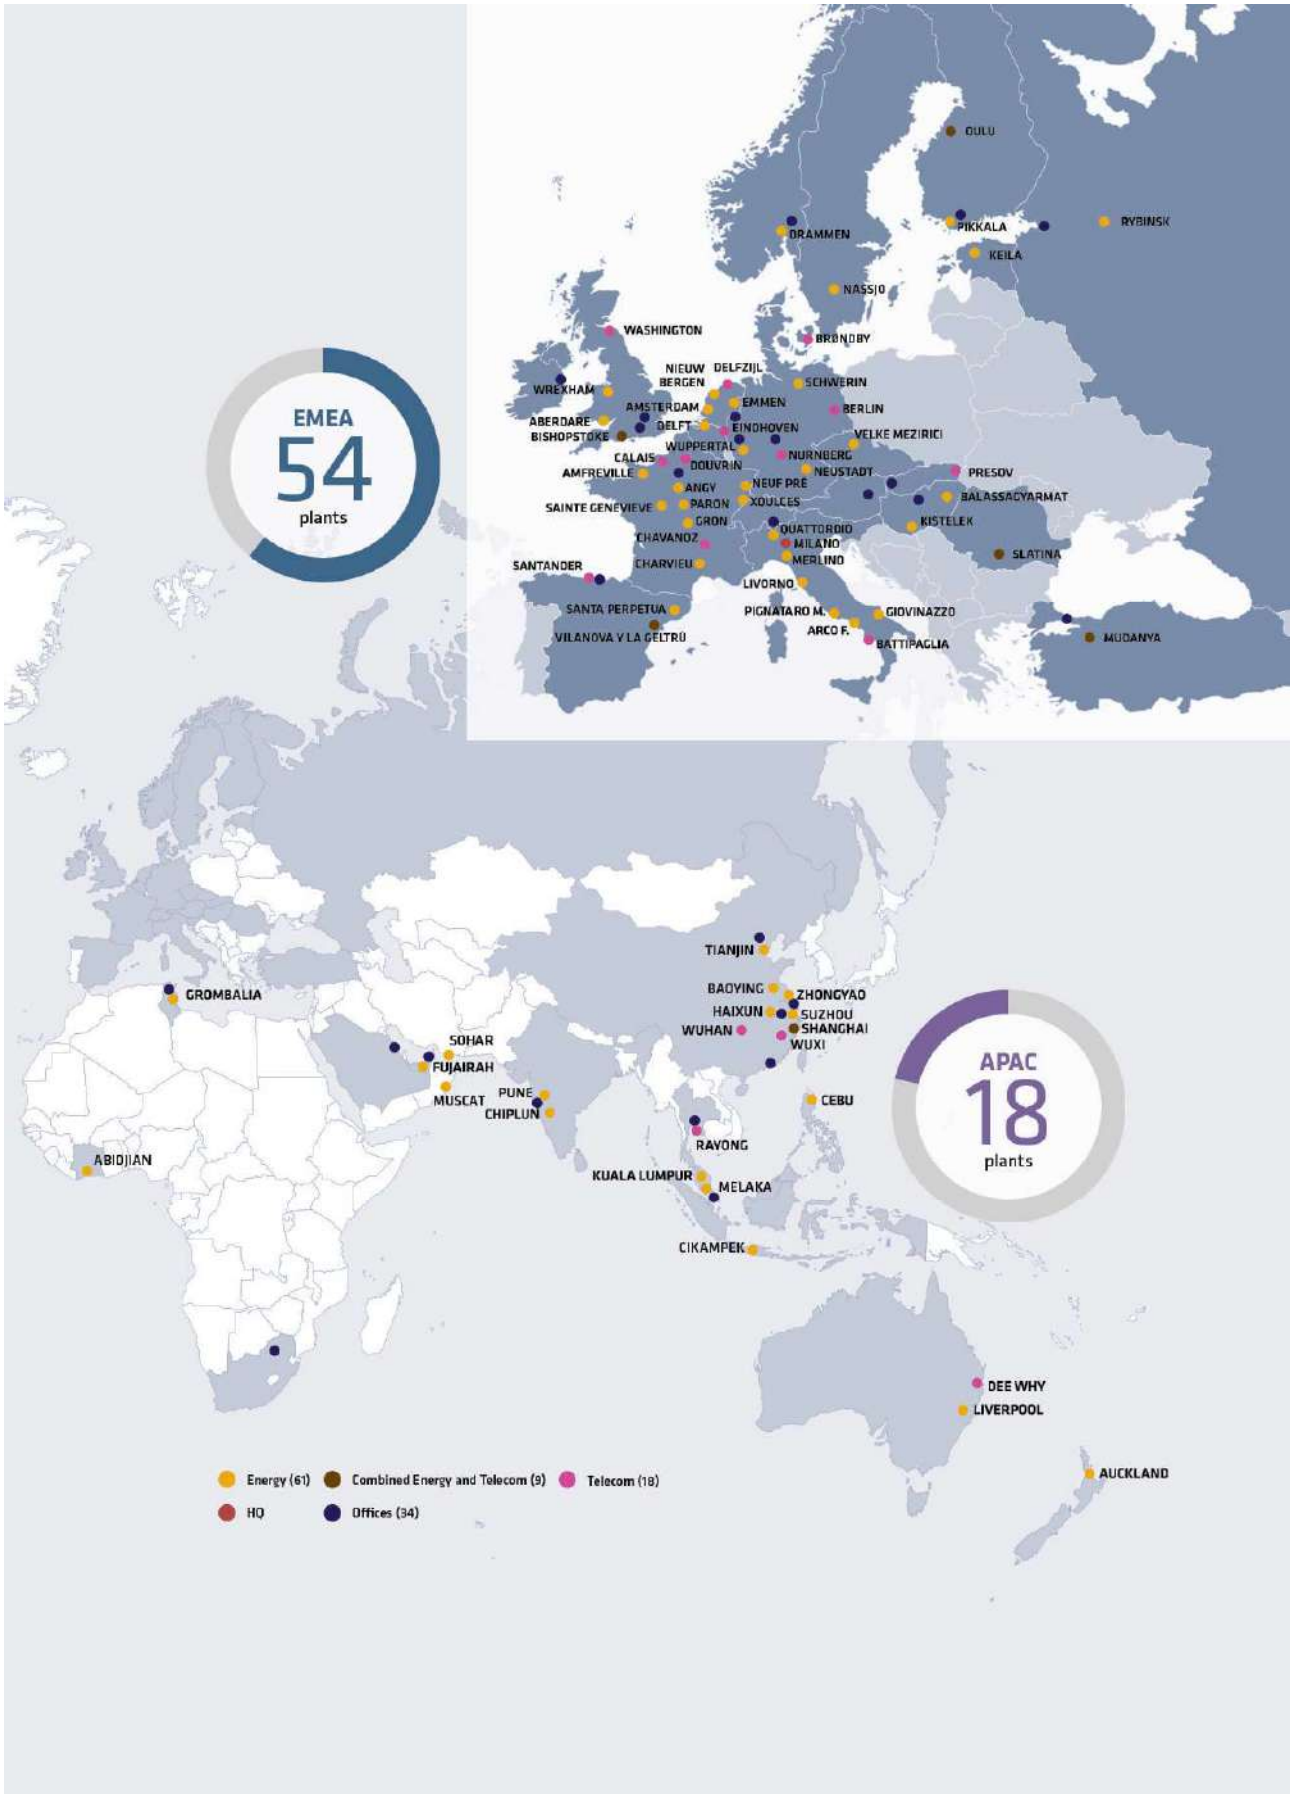 OULU
PIKKALA
RYBINSK
DRAMMEN
KEILA
NASSJO
WASHINGTON
BRØNDBY
NIEUW
BERGEN
DELFZIJL
SCHWERIN
WREXHAM
EMMEN
AMSTERDAM
BERLIN
ABERDARE
DELFT
EINDHOVEN
BISHOPSTOKE
VELKE MEZIRICI
WUPPERTAL
CALAIS
DOUVRIN
NURNBERG
AMFREVILLE
NEUSTADT
PRESOV
ANGY
NEUF PRÉ
BALASSAGYARMAT
SAINTE GENEVIEVE
PARON
XOULCES
GRON
QUATTORDIO
KISTELEK
CHAVANOZ
MILANO
SLATINA
SANTANDER
CHARVIEU
MERLINO
LIVORNO
SANTA PERPETUA
PIGNATARO M.
GIOVINAZZO
VILANOVA Y LA GELTRÙ
ARCO F.
MUDANYA
BATTIPAGLIA
EMEA
54
plants
TIANJIN
BAOYING
ZHONGYAO
GROMBALIA
HAIXUN
SUZHOU
WUHAN
SHANGHAI
WUXI
SOHAR
FUJAIRAH
MUSCAT
PUNE
CHIPLUN
CEBU
RAYONG
ABIDJIAN
KUALA LUMPUR
MELAKA
CIKAMPEK
APAC
18
plants
DEE WHY
LIVERPOOL
AUCKLAND
Energy (61) Combined Energy and Telecom (9) Telecom (18)
HQ Offices (34)